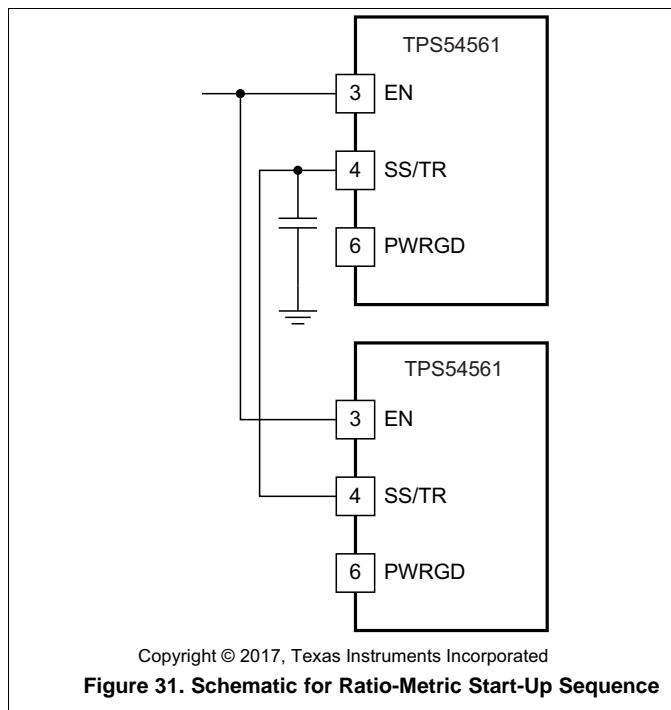 TPS54561
3 EN
4 SS/TR
6 PWRGD
TPS54561
3 EN
4 SS/TR
6 PWRGD
Copyright © 2017, Texas Instruments Incorporated
Figure 31. Schematic for Ratio-Metric Start-Up Sequence